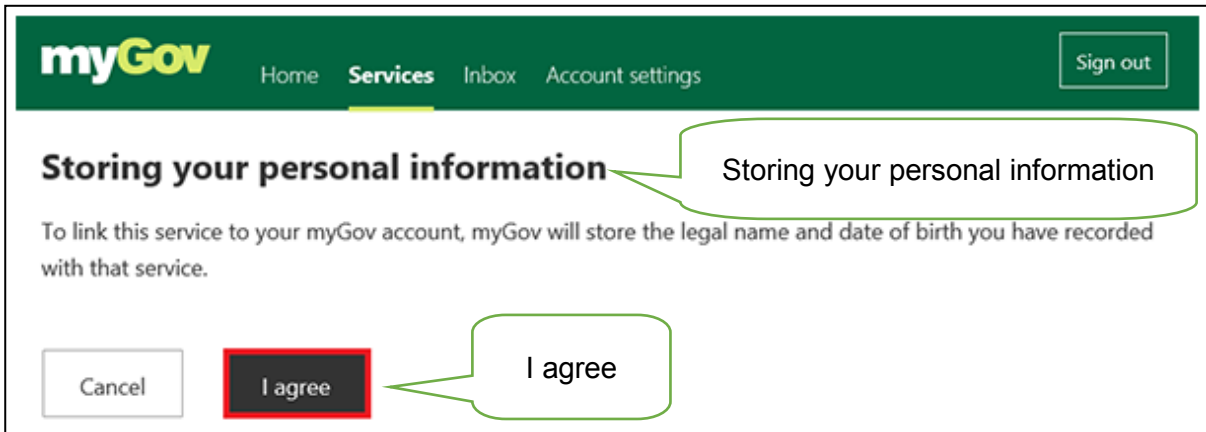 myGov Home Services Inbox Account settings Sign out
Storing your personal information
Storing your personal information
To link this service to your myGov account, myGov will store the legal name and date of birth you have recorded
with that service.
Cancel I agree
I agree